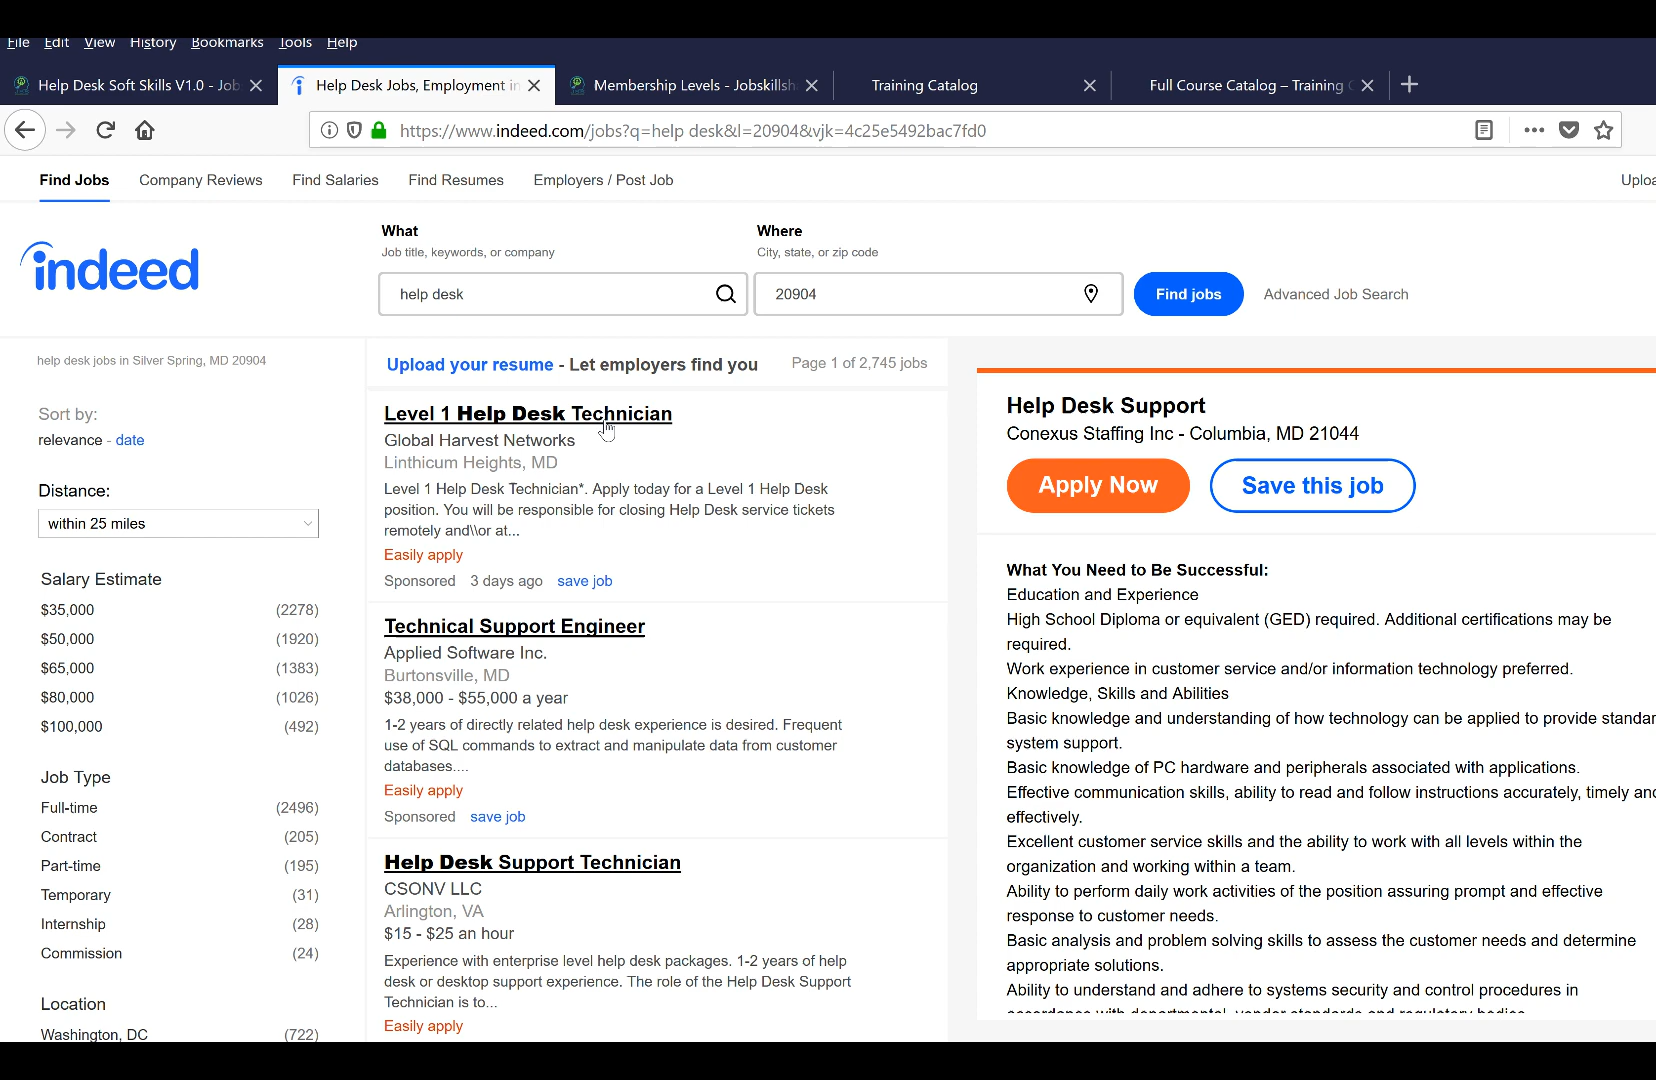 File Edit View History Bookmarks Tools Help
Help Desk Soft Skills V1.0 - Job
Help Desk Jobs, Employment in
Membership Levels - Jobskillsh
Training Catalog
Full Course Catalog – Training C
https://www.indeed.com/jobs?q=help desk&l=20904&vjk=4c25e5492bac7fd0
Find Jobs Company Reviews Find Salaries Find Resumes Employers / Post Job
Uploa
indeed
What
Job title, keywords, or company
help desk
Where
City, state, or zip code
20904
Find jobs
Advanced Job Search
help desk jobs in Silver Spring, MD 20904
Sort by:
relevance - date
Distance:
within 25 miles
Salary Estimate
$35,000 (2278)
$50,000 (1920)
$65,000 (1383)
$80,000 (1026)
$100,000 (492)
Job Type
Full-time (2496)
Contract (205)
Part-time (195)
Temporary (31)
Internship (28)
Commission (24)
Location
Washington, DC (722)
Upload your resume - Let employers find you
Page 1 of 2,745 jobs
Level 1 Help Desk Technician
Global Harvest Networks
Linthicum Heights, MD
Level 1 Help Desk Technician*. Apply today for a Level 1 Help Desk
position. You will be responsible for closing Help Desk service tickets
remotely and\\or at...
Easily apply
Sponsored 3 days ago save job
Technical Support Engineer
Applied Software Inc.
Burtonsville, MD
$38,000 - $55,000 a year
1-2 years of directly related help desk experience is desired. Frequent
use of SQL commands to extract and manipulate data from customer
databases....
Easily apply
Sponsored save job
Help Desk Support Technician
CSONV LLC
Arlington, VA
$15 - $25 an hour
Experience with enterprise level help desk packages. 1-2 years of help
desk or desktop support experience. The role of the Help Desk Support
Technician is to...
Easily apply
Help Desk Support
Conexus Staffing Inc - Columbia, MD 21044
Apply Now
Save this job
What You Need to Be Successful:
Education and Experience
High School Diploma or equivalent (GED) required. Additional certifications may be
required.
Work experience in customer service and/or information technology preferred.
Knowledge, Skills and Abilities
Basic knowledge and understanding of how technology can be applied to provide standar
system support.
Basic knowledge of PC hardware and peripherals associated with applications.
Effective communication skills, ability to read and follow instructions accurately, timely and
effectively.
Excellent customer service skills and the ability to work with all levels within the
organization and working within a team.
Ability to perform daily work activities of the position assuring prompt and effective
response to customer needs.
Basic analysis and problem solving skills to assess the customer needs and determine
appropriate solutions.
Ability to understand and adhere to systems security and control procedures in
accordance with departmental, vendor standards and regulatory bodies